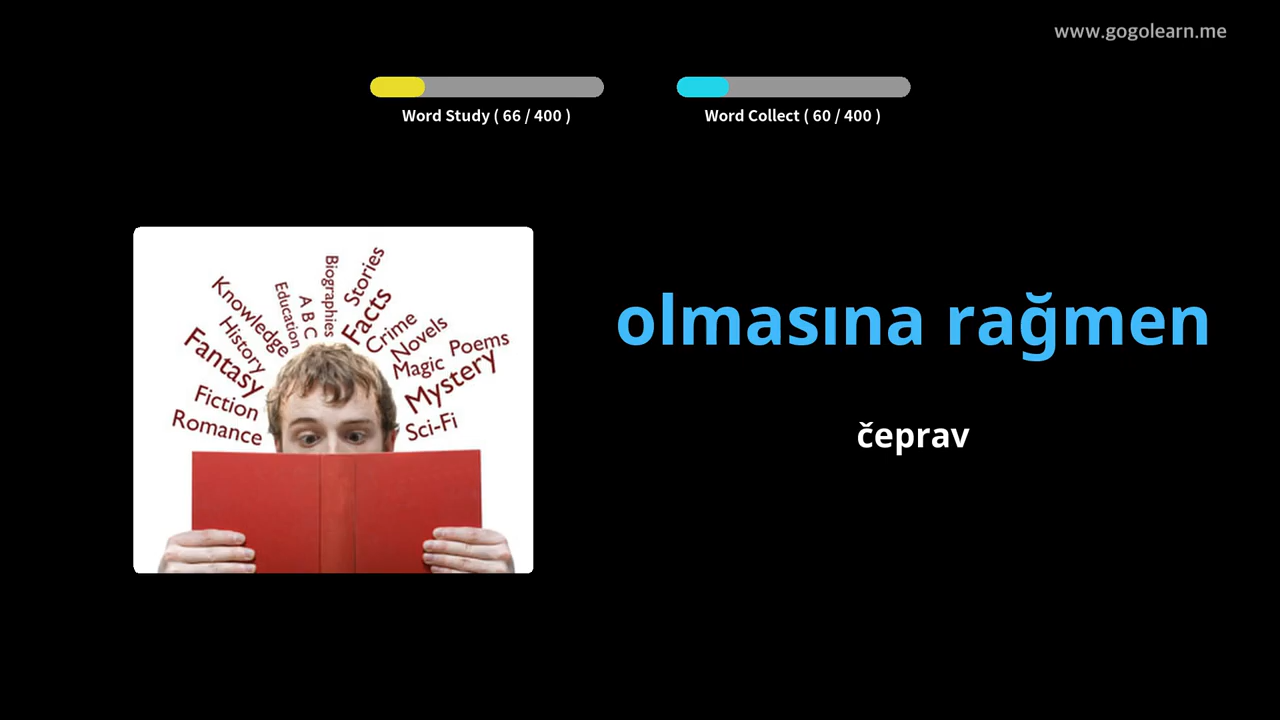 www.gogolearn.me
Word Study ( 66 / 400 )
Word Collect ( 60 / 400 )
Biographies
Stories
Education
A B C
Facts
Knowledge
Crime
History
Novels
Poems
Fantasy
Magic
Mystery
Fiction
Romance
Sci-Fi
olmasına rağmen
čeprav